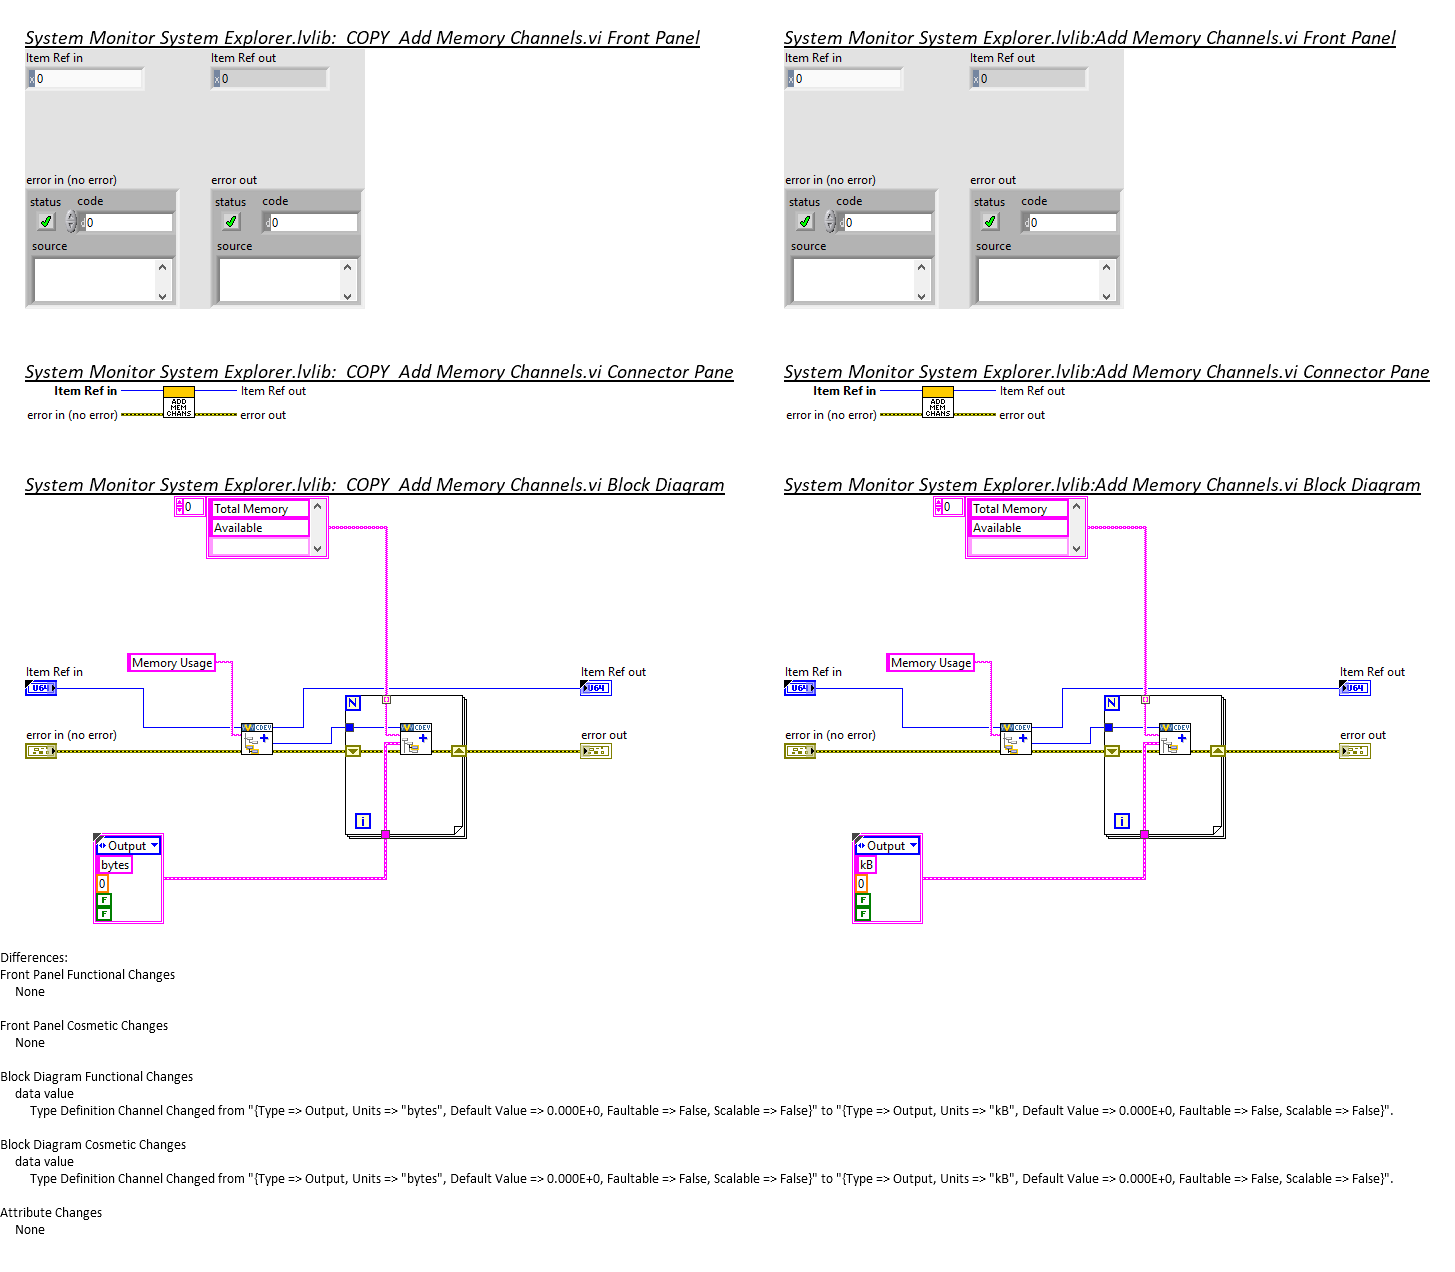 System Monitor System Explorer.lvlib:  COPY  Add Memory Channels.vi Front Panel
Item Ref in
Item Ref out
x 0
x 0
error in (no error)
error out
status
code
status
code
d 0
d 0
source
source
System Monitor System Explorer.lvlib:Add Memory Channels.vi Front Panel
Item Ref in
Item Ref out
x 0
x 0
error in (no error)
error out
status
code
status
code
d 0
d 0
source
source
System Monitor System Explorer.lvlib:  COPY  Add Memory Channels.vi Connector Pane
Item Ref in
Item Ref out
ADD
MEM
CHANS
error in (no error)
error out
System Monitor System Explorer.lvlib:Add Memory Channels.vi Connector Pane
Item Ref in
Item Ref out
ADD
MEM
CHANS
error in (no error)
error out
System Monitor System Explorer.lvlib:  COPY  Add Memory Channels.vi Block Diagram
0
Total Memory
Available
Memory Usage
Item Ref in
U64
Item Ref out
U64
N
CDEV
CDEV
error in (no error)
error out
i
Output
bytes
0
F
F
System Monitor System Explorer.lvlib:Add Memory Channels.vi Block Diagram
0
Total Memory
Available
Memory Usage
Item Ref in
U64
Item Ref out
U64
N
CDEV
CDEV
error in (no error)
error out
i
Output
kB
0
F
F
Differences:
Front Panel Functional Changes
None
Front Panel Cosmetic Changes
None
Block Diagram Functional Changes
data value
Type Definition Channel Changed from "{Type => Output, Units => "bytes", Default Value => 0.000E+0, Faultable => False, Scalable => False}" to "{Type => Output, Units => "kB", Default Value => 0.000E+0, Faultable => False, Scalable => False}".
Block Diagram Cosmetic Changes
data value
Type Definition Channel Changed from "{Type => Output, Units => "bytes", Default Value => 0.000E+0, Faultable => False, Scalable => False}" to "{Type => Output, Units => "kB", Default Value => 0.000E+0, Faultable => False, Scalable => False}".
Attribute Changes
None